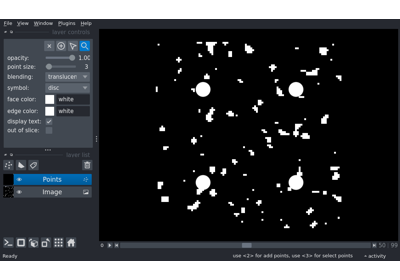 File View Window Plugins Help
layer controls
opacity: 1.00
point size: 3
blending: translucen
symbol: disc
face color: white
edge color: white
display text:
out of slice:
layer list
Points
Image
0 50 99
Ready use <2> for add points, use <3> for select points activity